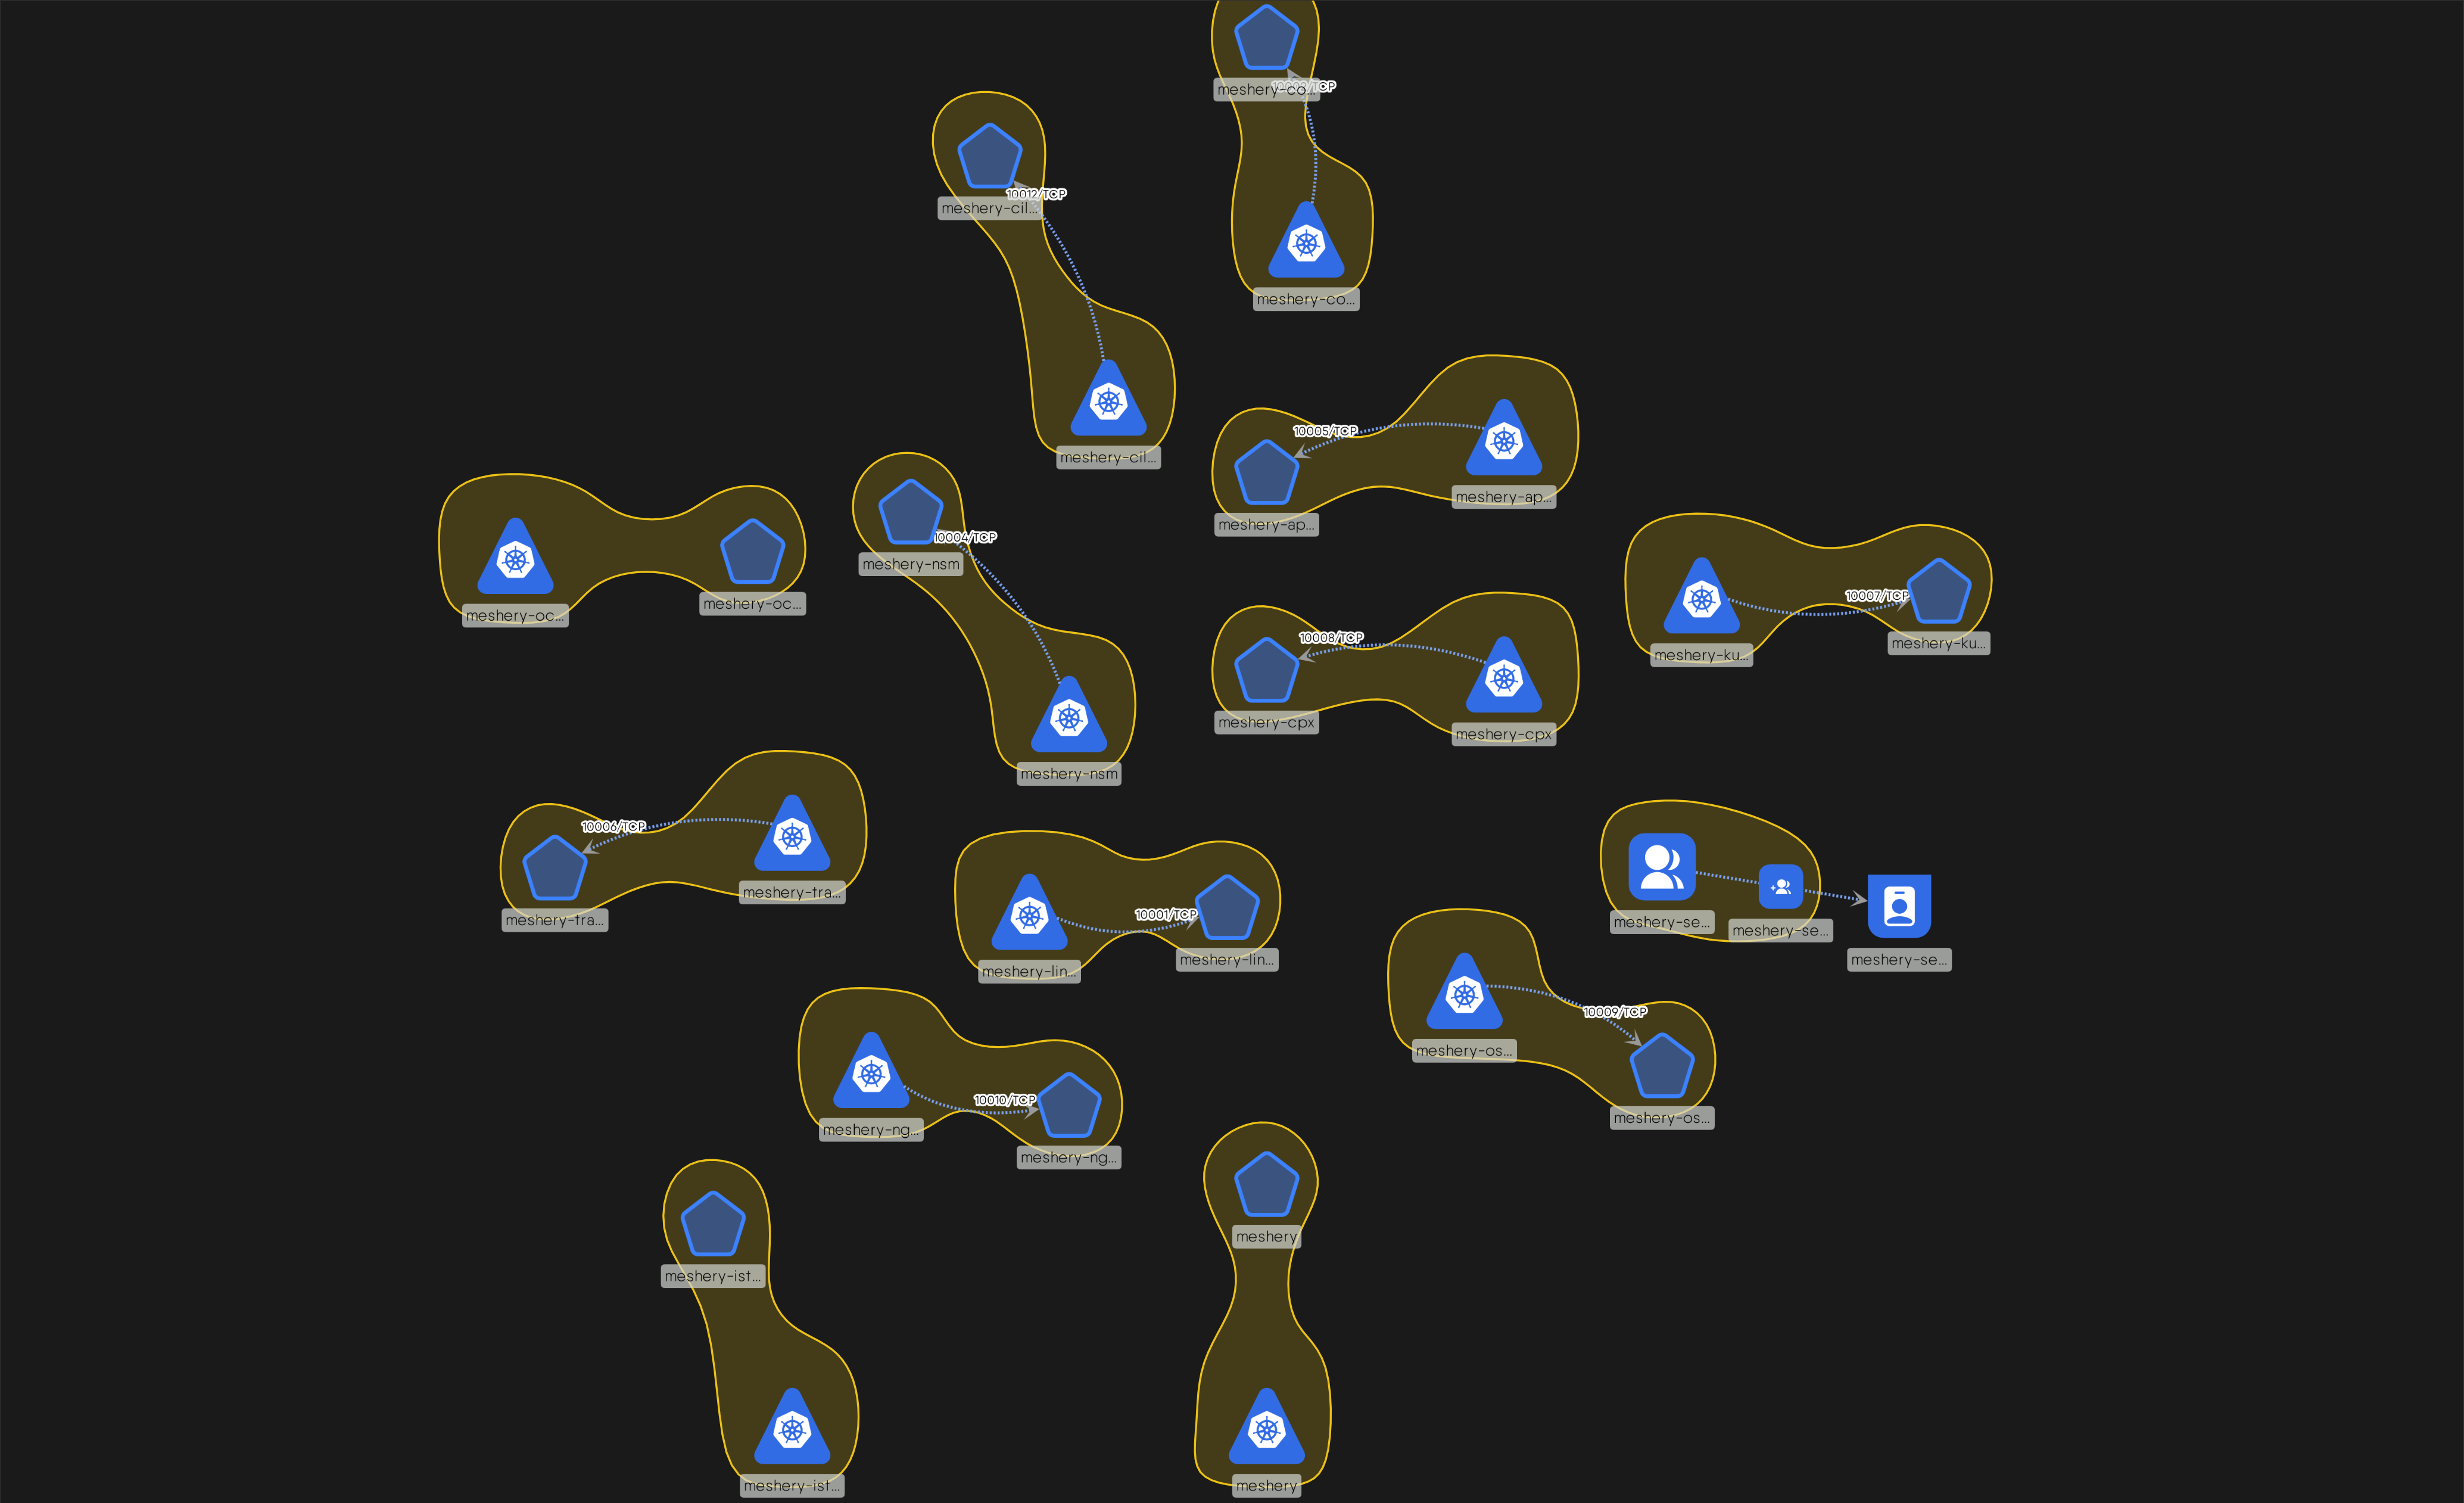 meshery-co...
10012/TCP
meshery-cil...
meshery-co...
10005/TCP
meshery-cil...
meshery-ap...
meshery-ap...
10004/TCP
meshery-nsm
10007/TCP
meshery-oc...
meshery-oc...
10008/TCP
meshery-ku...
meshery-ku...
meshery-cpx
meshery-cpx
meshery-nsm
10006/TCP
meshery-tra...
meshery-tra...
10001/TCP
meshery-se...
meshery-se...
meshery-lin...
meshery-lin...
meshery-se...
10009/TCP
meshery-os...
10010/TCP
meshery-os...
meshery-ng...
meshery-ng...
meshery
meshery-ist...
meshery-ist...
meshery